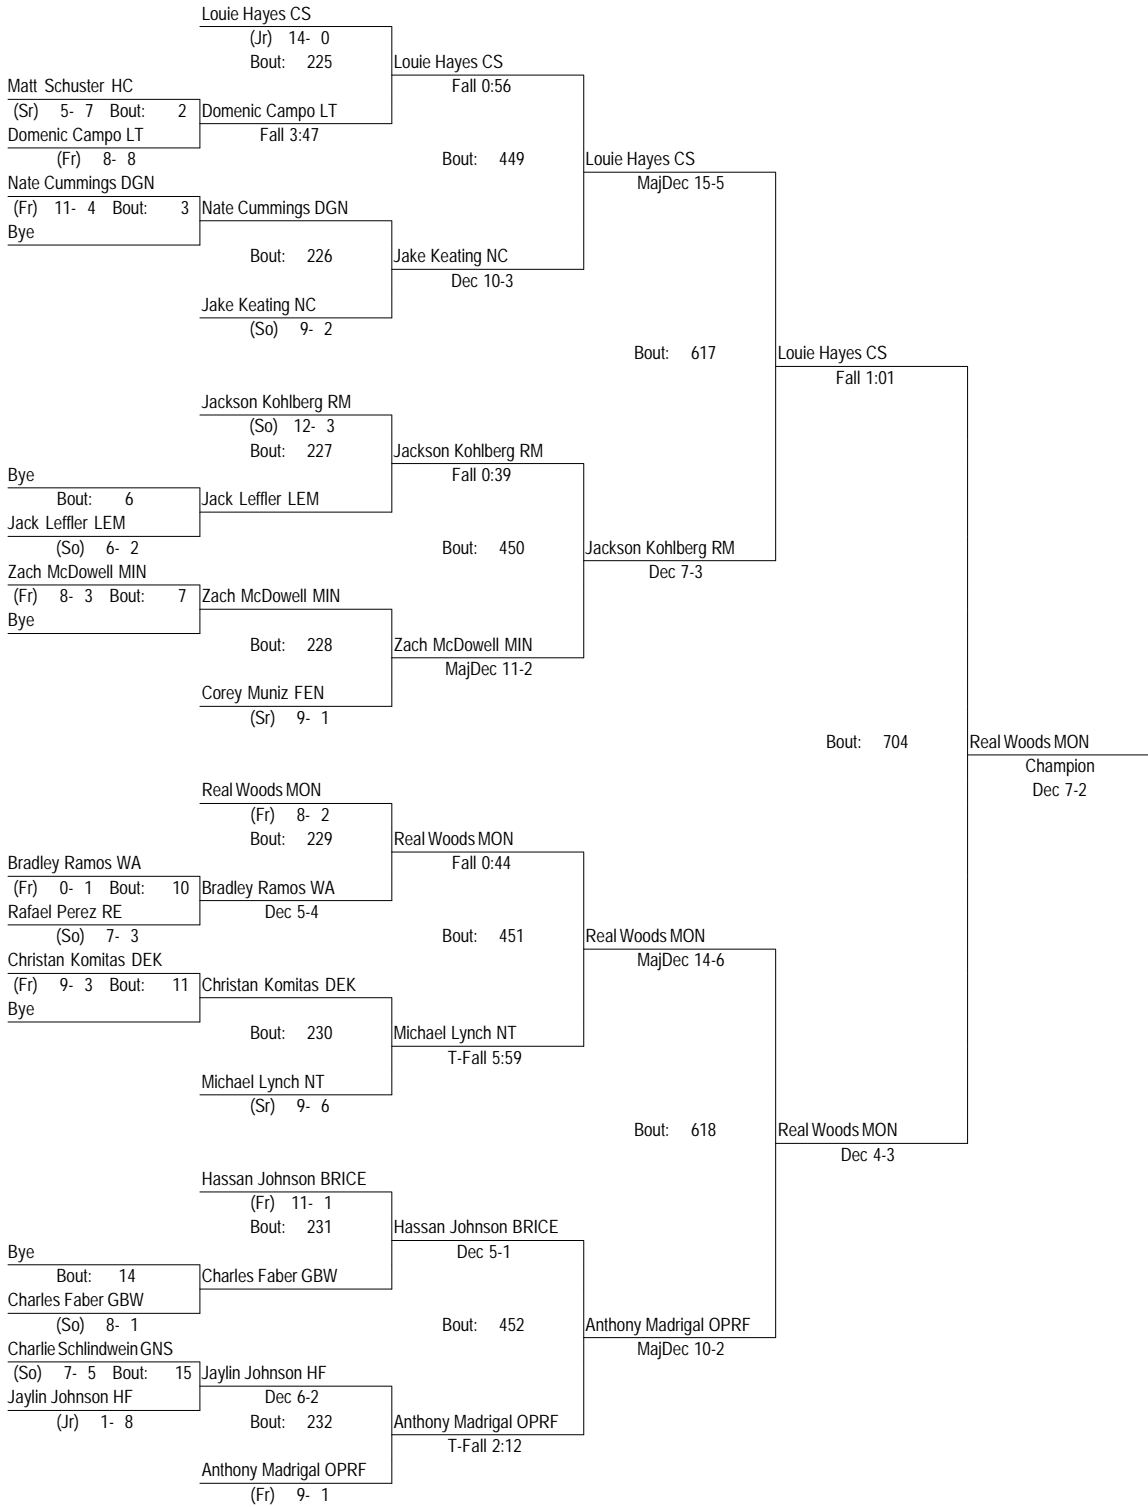 Louie Hayes CS
(Jr) 14- 0
Bout: 225
Louie Hayes CS
Fall 0:56
Matt Schuster HC
(Sr) 5- 7 Bout: 2
Domenic Campo LT
Domenic Campo LT
Fall 3:47
(Fr) 8- 8
Bout: 449
Louie Hayes CS
MajDec 15-5
Nate Cummings DGN
(Fr) 11- 4 Bout: 3
Nate Cummings DGN
Bye
Bout: 226
Jake Keating NC
Dec 10-3
Jake Keating NC
(So) 9- 2
Bout: 617
Louie Hayes CS
Fall 1:01
Jackson Kohlberg RM
(So) 12- 3
Bout: 227
Jackson Kohlberg RM
Fall 0:39
Bye
Bout: 6
Jack Leffler LEM
Jack Leffler LEM
(So) 6- 2
Bout: 450
Jackson Kohlberg RM
Dec 7-3
Zach McDowell MIN
(Fr) 8- 3 Bout: 7
Zach McDowell MIN
Bye
Bout: 228
Zach McDowell MIN
MajDec 11-2
Corey Muniz FEN
(Sr) 9- 1
Bout: 704
Real Woods MON
Champion
Dec 7-2
Real Woods MON
(Fr) 8- 2
Bout: 229
Real Woods MON
Fall 0:44
Bradley Ramos WA
(Fr) 0- 1 Bout: 10
Bradley Ramos WA
Rafael Perez RE
Dec 5-4
(So) 7- 3
Bout: 451
Real Woods MON
MajDec 14-6
Christan Komitas DEK
(Fr) 9- 3 Bout: 11
Christan Komitas DEK
Bye
Bout: 230
Michael Lynch NT
T-Fall 5:59
Michael Lynch NT
(Sr) 9- 6
Bout: 618
Real Woods MON
Dec 4-3
Hassan Johnson BRICE
(Fr) 11- 1
Bout: 231
Hassan Johnson BRICE
Dec 5-1
Bye
Bout: 14
Charles Faber GBW
Charles Faber GBW
(So) 8- 1
Bout: 452
Anthony Madrigal OPRF
MajDec 10-2
Charlie Schlindwein GNS
(So) 7- 5 Bout: 15
Jaylin Johnson HF
Jaylin Johnson HF
Dec 6-2
(Jr) 1- 8
Bout: 232
Anthony Madrigal OPRF
T-Fall 2:12
Anthony Madrigal OPRF
(Fr) 9- 1